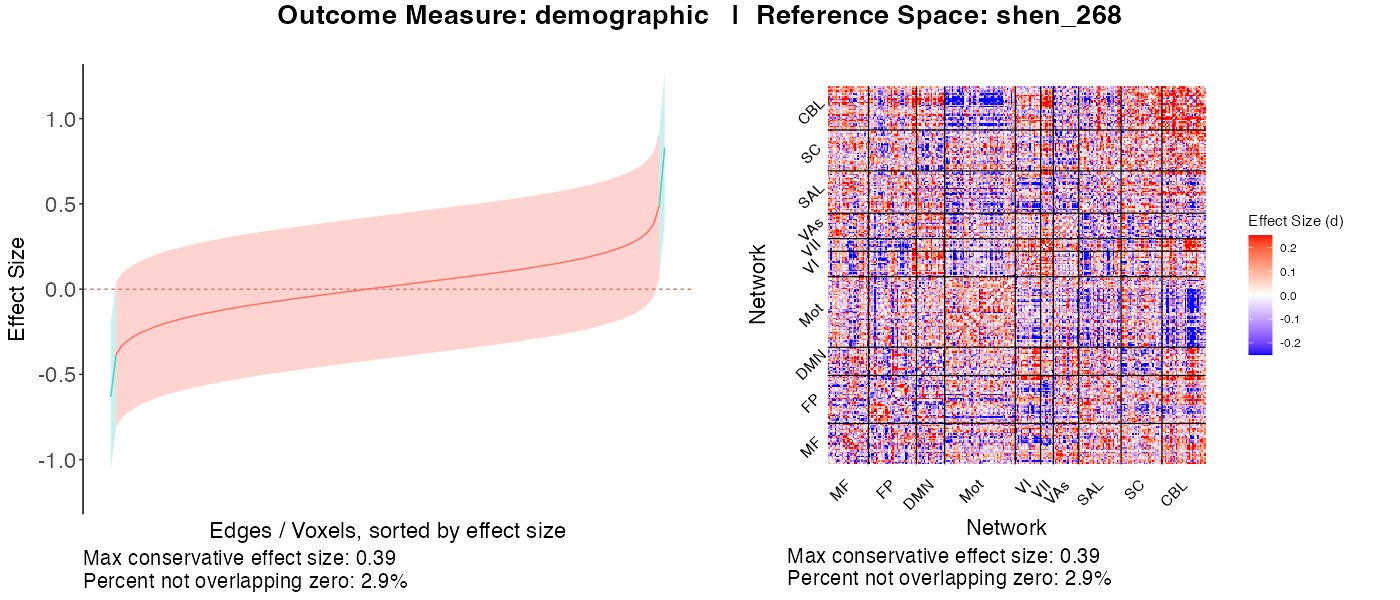 Outcome Measure: demographic | Reference Space: shen_268
Effect Size
1.0
0.5
0.0
-0.5
-1.0
Edges / Voxels, sorted by effect size
Max conservative effect size: 0.39
Percent not overlapping zero: 2.9%
Network
CBL
SC
SAL
VAs
VII
VI
Mot
DMN
FP
MF
MF
FP
DMN
Mot
VI
VII
VAs
SAL
SC
CBL
Network
Max conservative effect size: 0.39
Percent not overlapping zero: 2.9%
Effect Size (d)
0.2
0.1
0.0
-0.1
-0.2